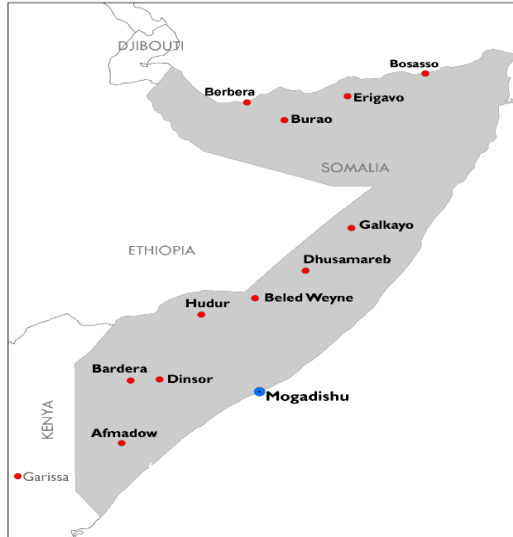 DJIBOUTI
Bosasso
Berbera
Erigavo
Burao
SOMALIA
Galkayo
ETHIOPIA
Dhusamareb
Hudur
Beled Weyne
Bardera
Dinsor
Mogadishu
KENYA
Afmadow
Garissa